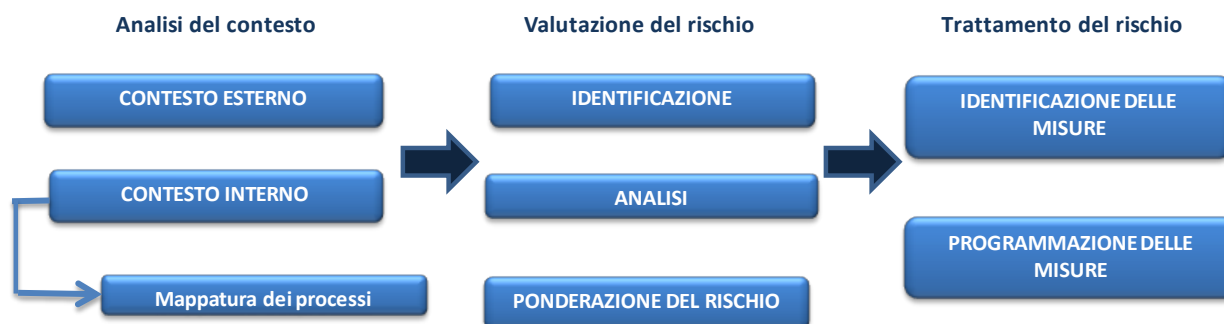 Analisi del contesto
CONTESTO ESTERNO
CONTESTO INTERNO
Mappatura dei processi
Valutazione del rischio
IDENTIFICAZIONE
ANALISI
PONDERAZIONE DEL RISCHIO
Trattamento del rischio
IDENTIFICAZIONE DELLE
MISURE
PROGRAMMAZIONE DELLE
MISURE